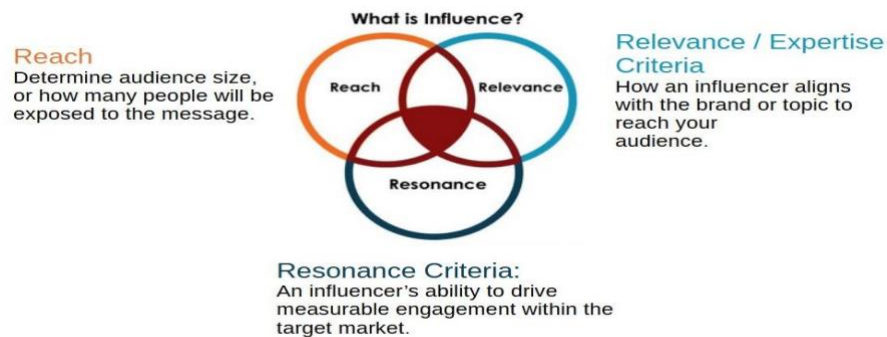 What is Influence?
Reach
Determine audience size,
or how many people will be
exposed to the message.
Reach
Relevance
Resonance
Relevance / Expertise
Criteria
How an influencer aligns
with the brand or topic to
reach your
audience.
Resonance Criteria:
An influencer’s ability to drive
measurable engagement within the
target market.